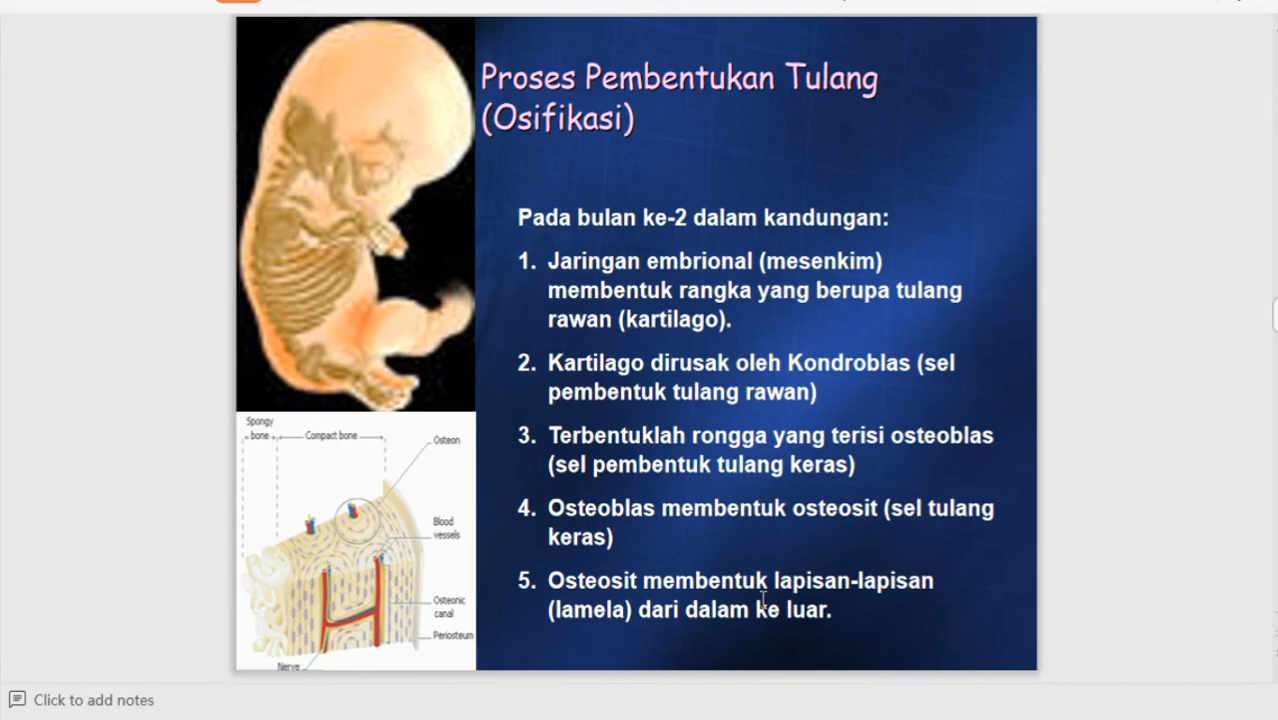 Proses Pembentukan Tulang
(Osifikasi)
Pada bulan ke-2 dalam kandungan:
1. Jaringan embrional (mesenkim)
membentuk rangka yang berupa tulang
rawan (kartilago).
2. Kartilago dirusak oleh Kondroblas (sel
pembentuk tulang rawan)
3. Terbentuklah rongga yang terisi osteoblas
(sel pembentuk tulang keras)
4. Osteoblas membentuk osteosit (sel tulang
keras)
5. Osteosit membentuk lapisan-lapisan
(lamela) dari dalam ke luar.
Spongy
bone
Compact bone
Osteon
Blood
vessels
Osteonic
canal
Periosteum
Nerve
Click to add notes